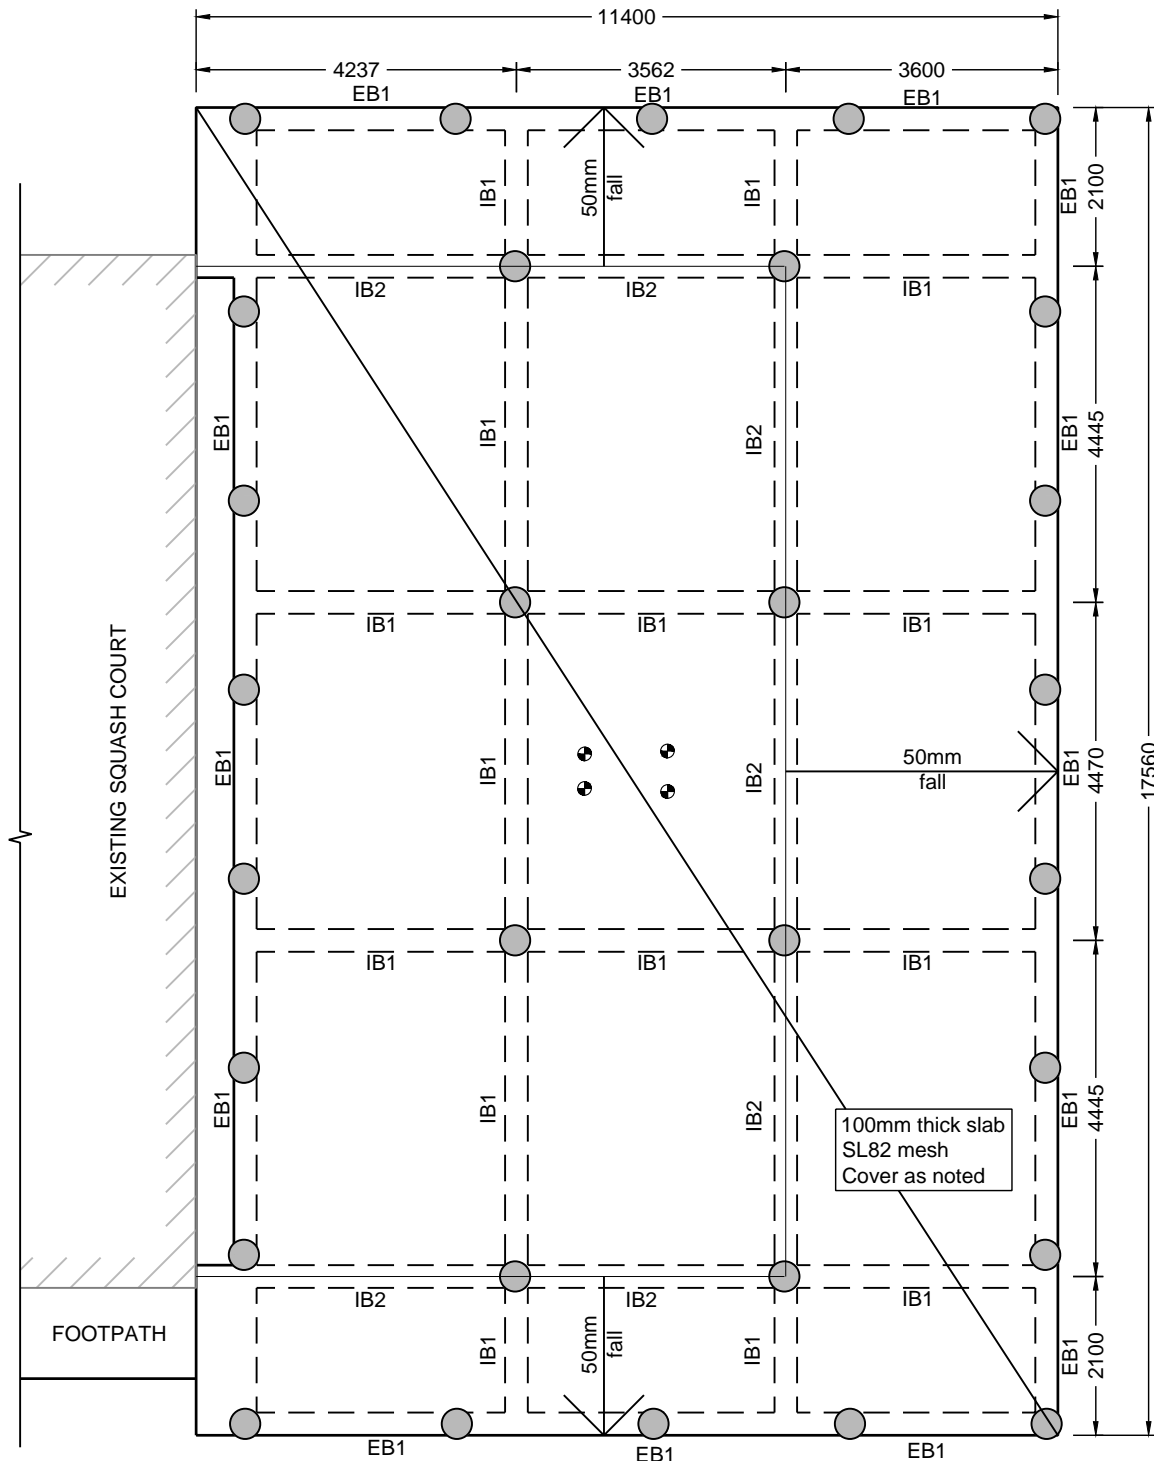 11400
4237
3562
3600
EB1
EB1
EB1
IB1
50mm
fall
IB1
EB1
2100
IB2
IB2
IB1
EB1
IB1
IB2
EB1
4445
IB1
IB1
IB1
EXISTING SQUASH COURT
EB1
IB1
IB2
50mm
fall
EB1
4470
17560
IB1
IB1
IB1
EB1
IB1
IB2
EB1
4445
100mm thick slab
SL82 mesh
Cover as noted
IB2
IB2
IB1
FOOTPATH
IB1
50mm
fall
IB1
EB1
2100
EB1
EB1
EB1